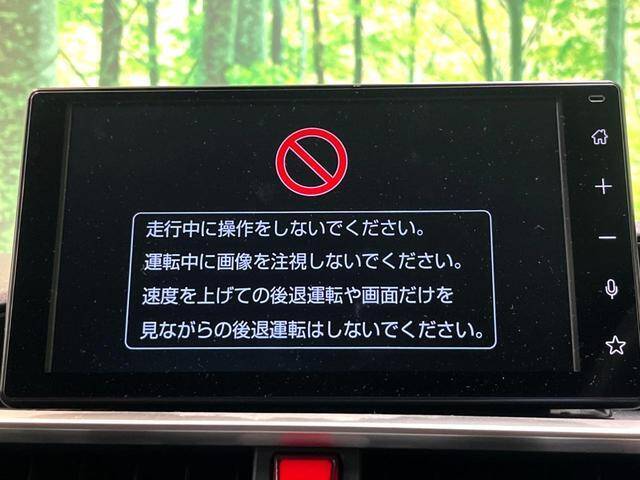 走行中に操作をしないでください。
運転中に画像を注視しないでください。
速度を上げての後退運転や画面だけを
見ながらの後退運転はしないでください。